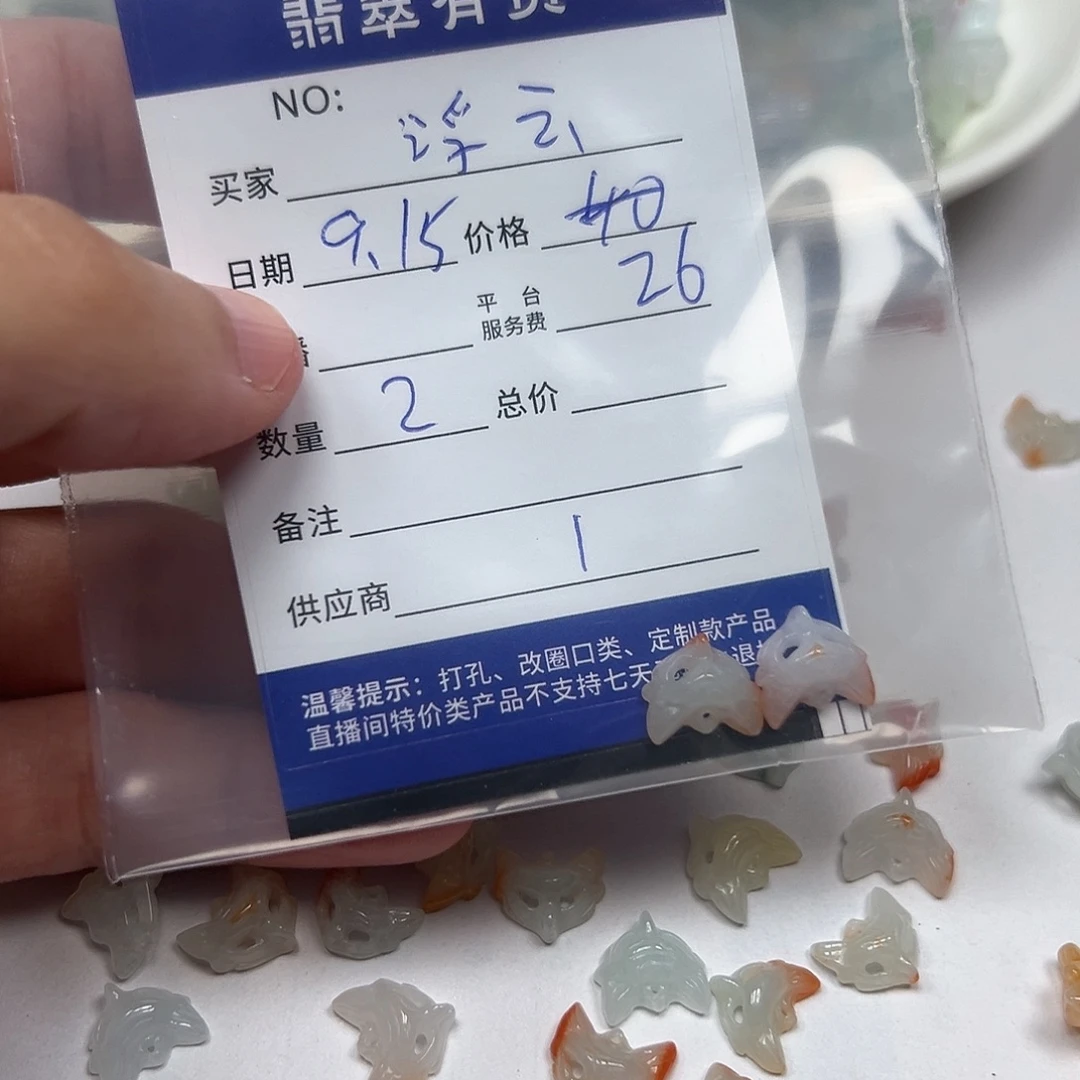 翡翠有货
NO:
买家 浮云
日期 9.15 价格 40
26
平台
服务费
数量 2 总价
备注
供应商 1
温馨提示：打孔、改圈口类、定制款产品
直播间特价类产品不支持七天